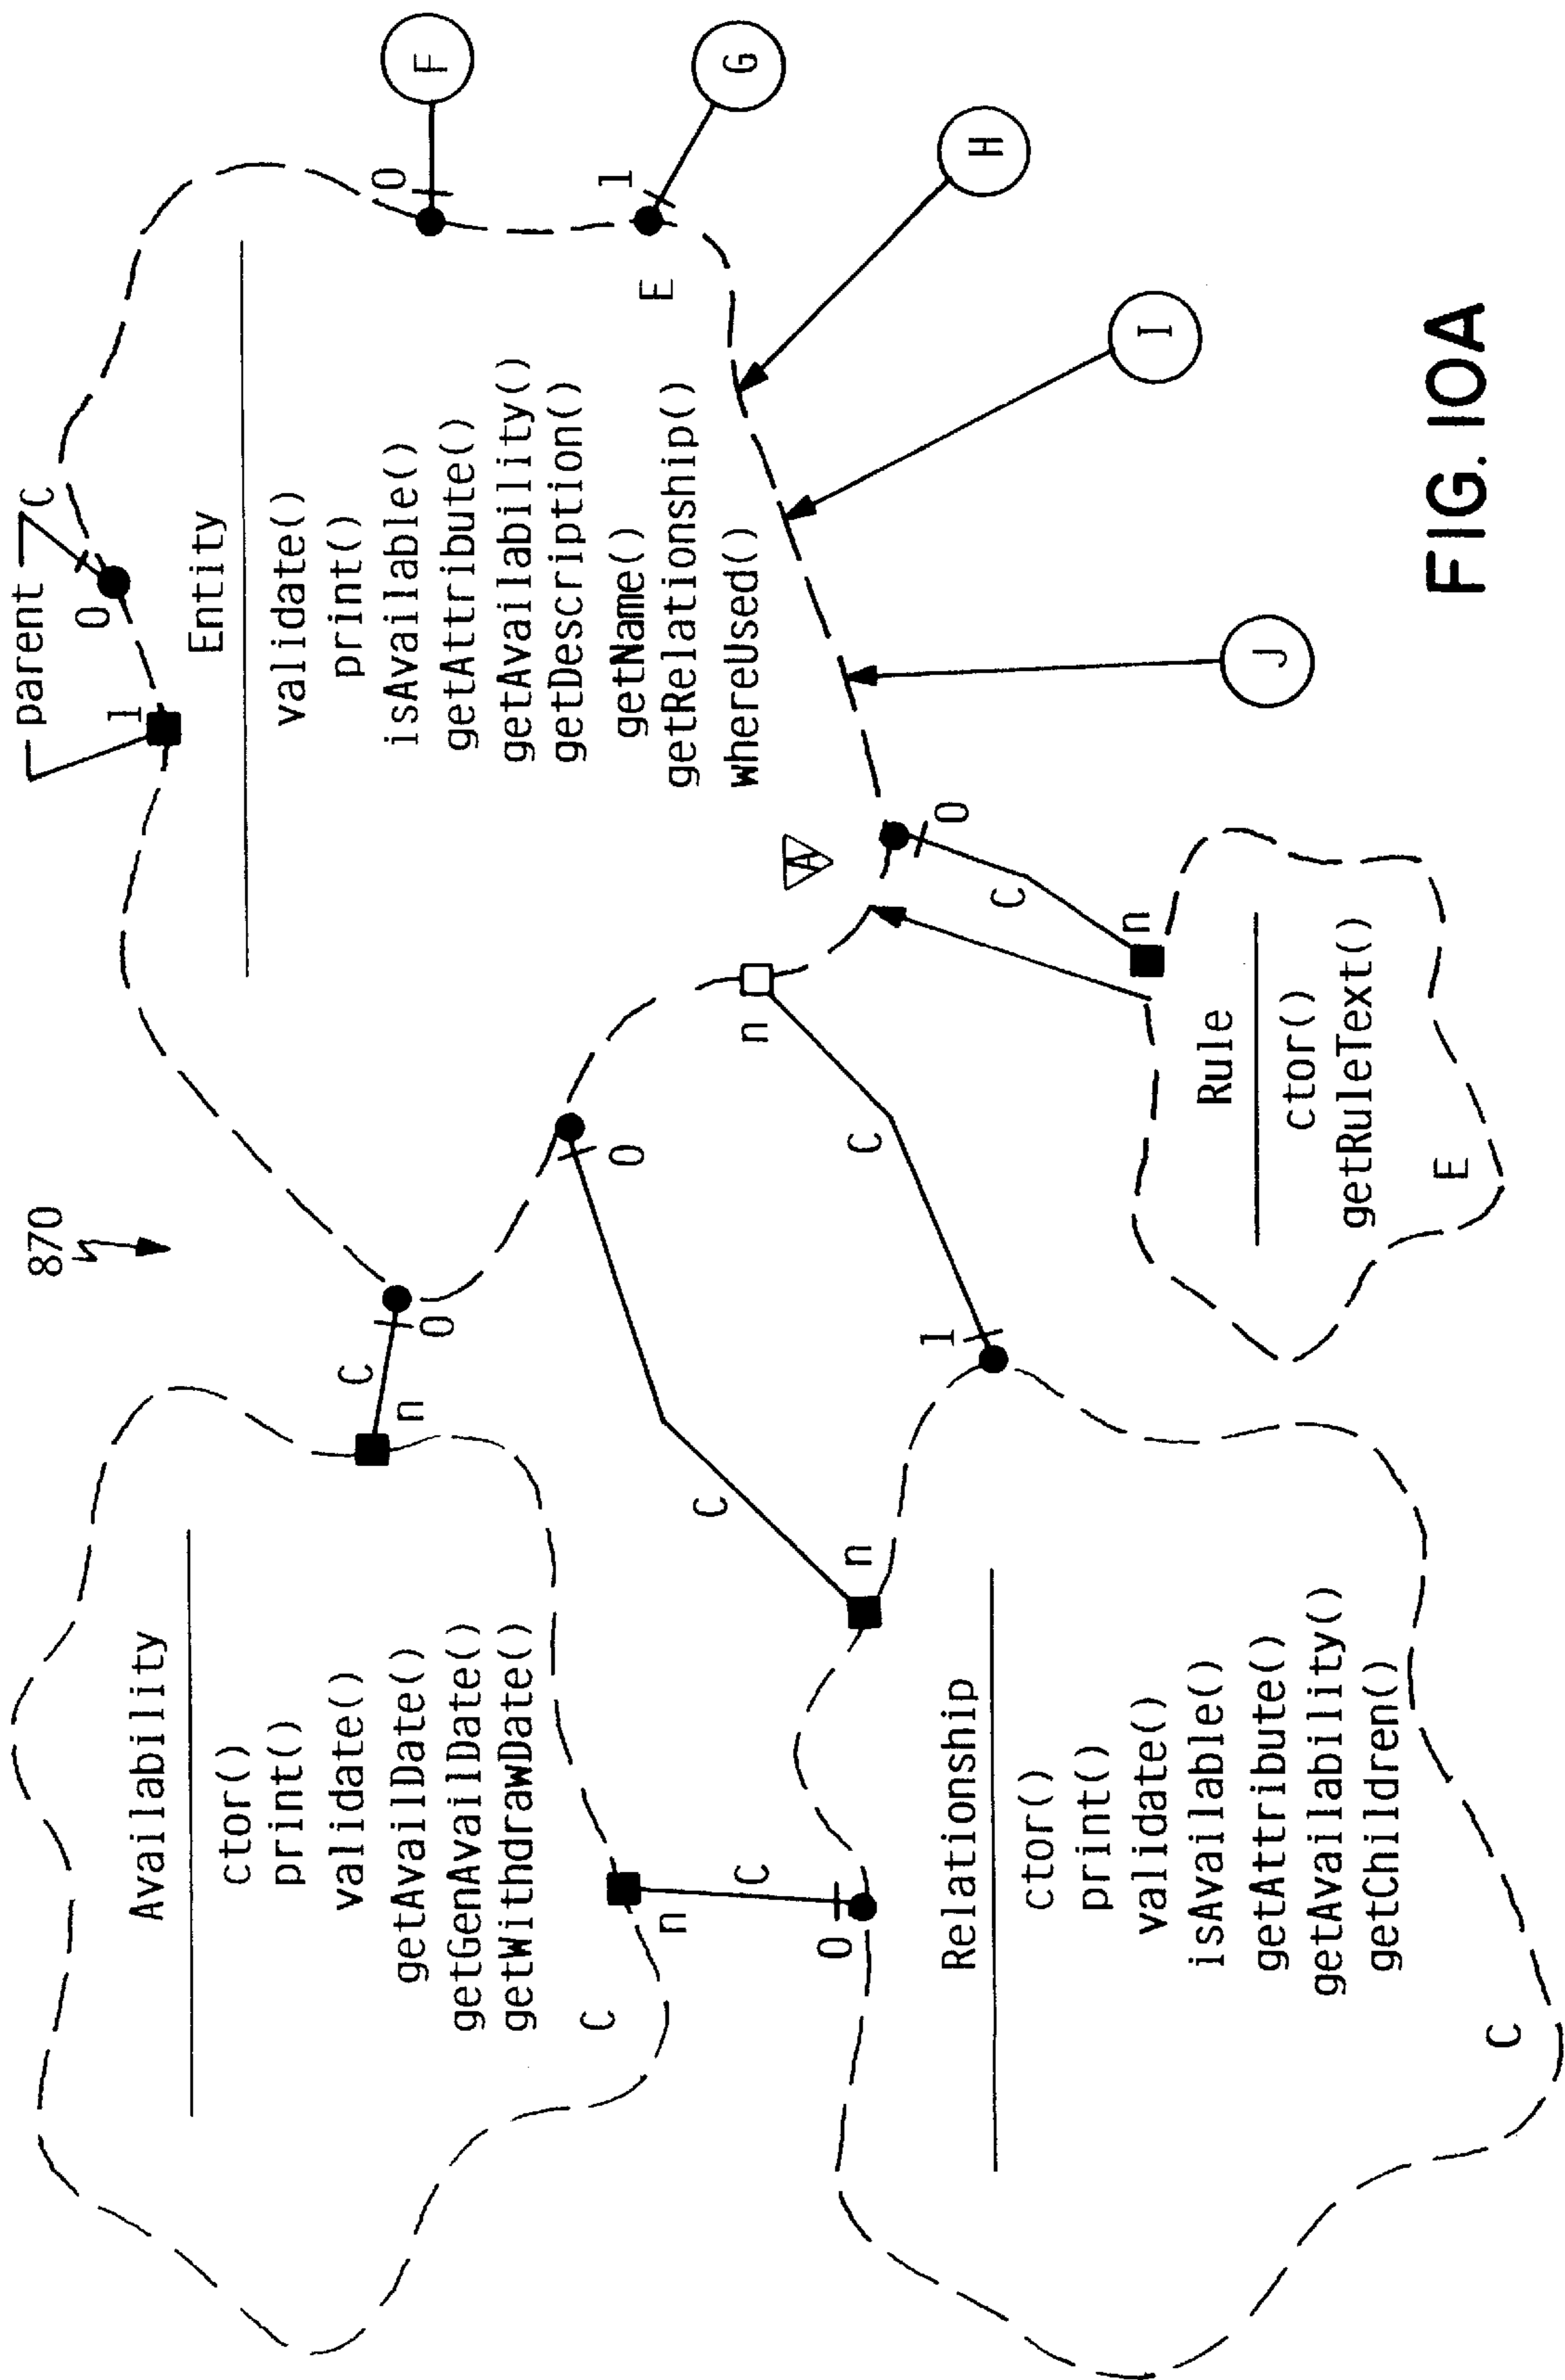 870
parent
1
0
C
Availability
ctor()
print()
validate()
getAvailDate()
getGenAvailDate()
getWithdrawDate()
C
n
C
0
Entity
validate()
print()
isAvailable()
getAttribute()
getAvailability()
getDescription()
getName()
getRelationship()
whereUsed()
E
0
F
1
G
H
I
J
A
n
C
0
n
C
0
n
C
1
0
C
n
Relationship
ctor()
print()
validate()
isAvailable()
getAttribute()
getAvailability()
getChildren()
C
Rule
ctor()
getRuleText()
E
FIG. 10A